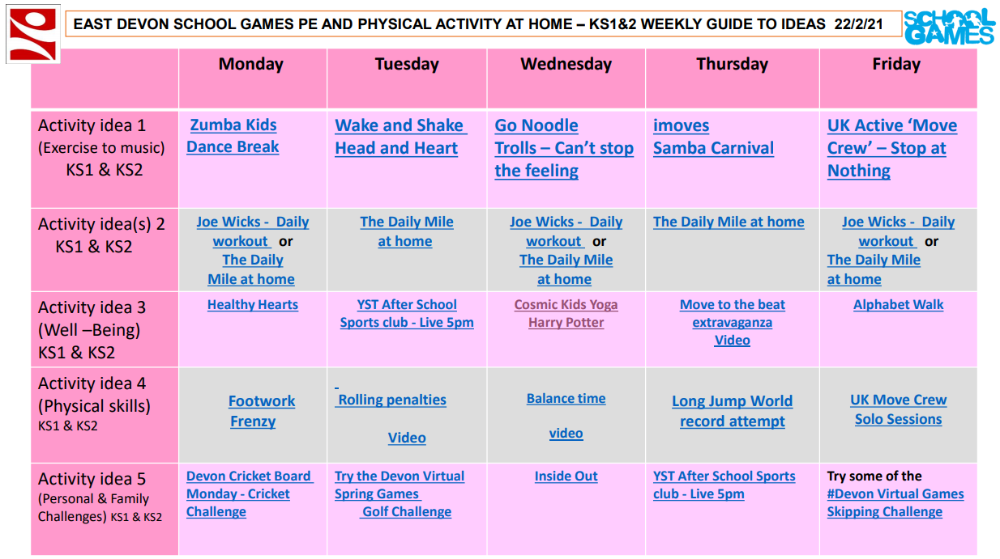 EAST DEVON SCHOOL GAMES PE AND PHYSICAL ACTIVITY AT HOME – KS1&2 WEEKLY GUIDE TO IDEAS 22/2/21
SCHOOL
GAMES
Monday
Tuesday
Wednesday
Thursday
Friday
Activity idea 1
(Exercise to music)
KS1 & KS2
Zumba Kids
Dance Break
Wake and Shake
Head and Heart
Go Noodle
Trolls – Can’t stop
the feeling
imoves
Samba Carnival
UK Active ‘Move
Crew’ – Stop at
Nothing
Activity idea(s) 2
KS1 & KS2
Joe Wicks - Daily
workout or
The Daily
Mile at home
The Daily Mile
at home
Joe Wicks - Daily
workout or
The Daily Mile
at home
The Daily Mile at home
Joe Wicks - Daily
workout or
The Daily Mile
at home
Activity idea 3
(Well –Being)
KS1 & KS2
Healthy Hearts
YST After School
Sports club - Live 5pm
Cosmic Kids Yoga
Harry Potter
Move to the beat
extravaganza
Video
Alphabet Walk
Activity idea 4
(Physical skills)
KS1 & KS2
Footwork
Frenzy
Rolling penalties
Video
Balance time
video
Long Jump World
record attempt
UK Move Crew
Solo Sessions
Activity idea 5
(Personal & Family
Challenges) KS1 & KS2
Devon Cricket Board
Monday - Cricket
Challenge
Try the Devon Virtual
Spring Games
Golf Challenge
Inside Out
YST After School Sports
club - Live 5pm
Try some of the
#Devon Virtual Games
Skipping Challenge